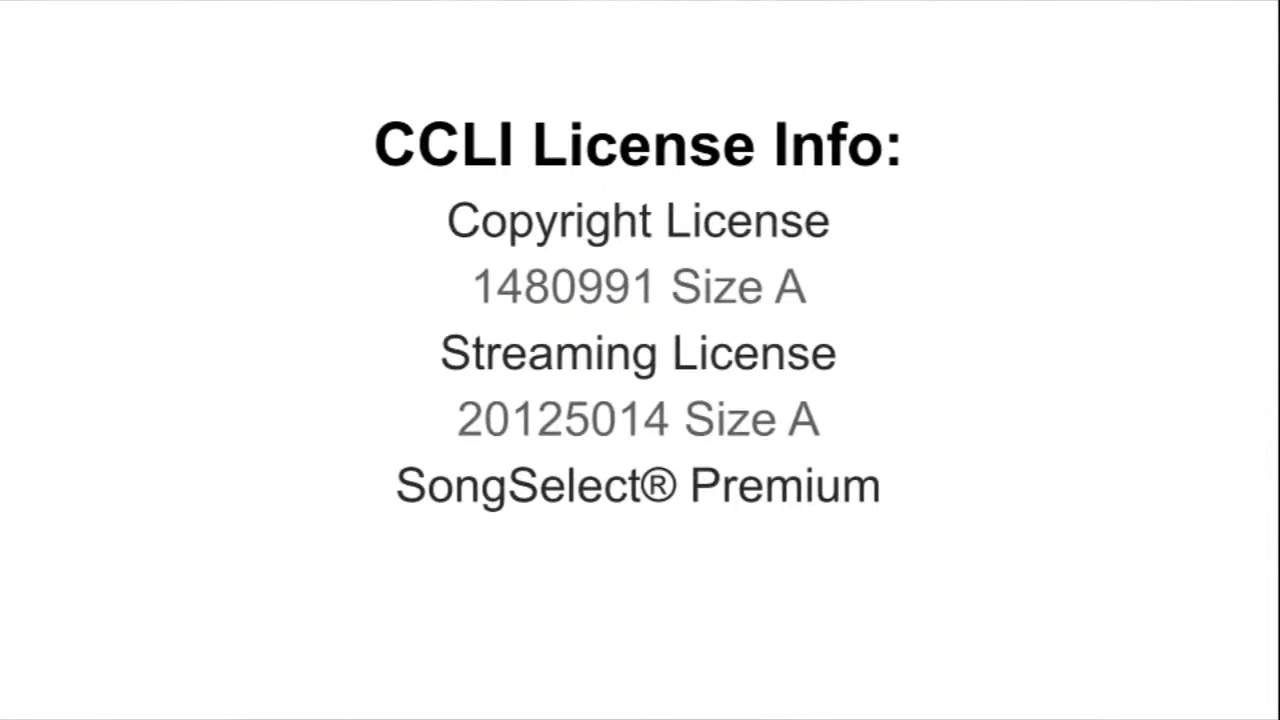 CCLI License Info:
Copyright License
1480991 Size A
Streaming License
20125014 Size A
SongSelect® Premium